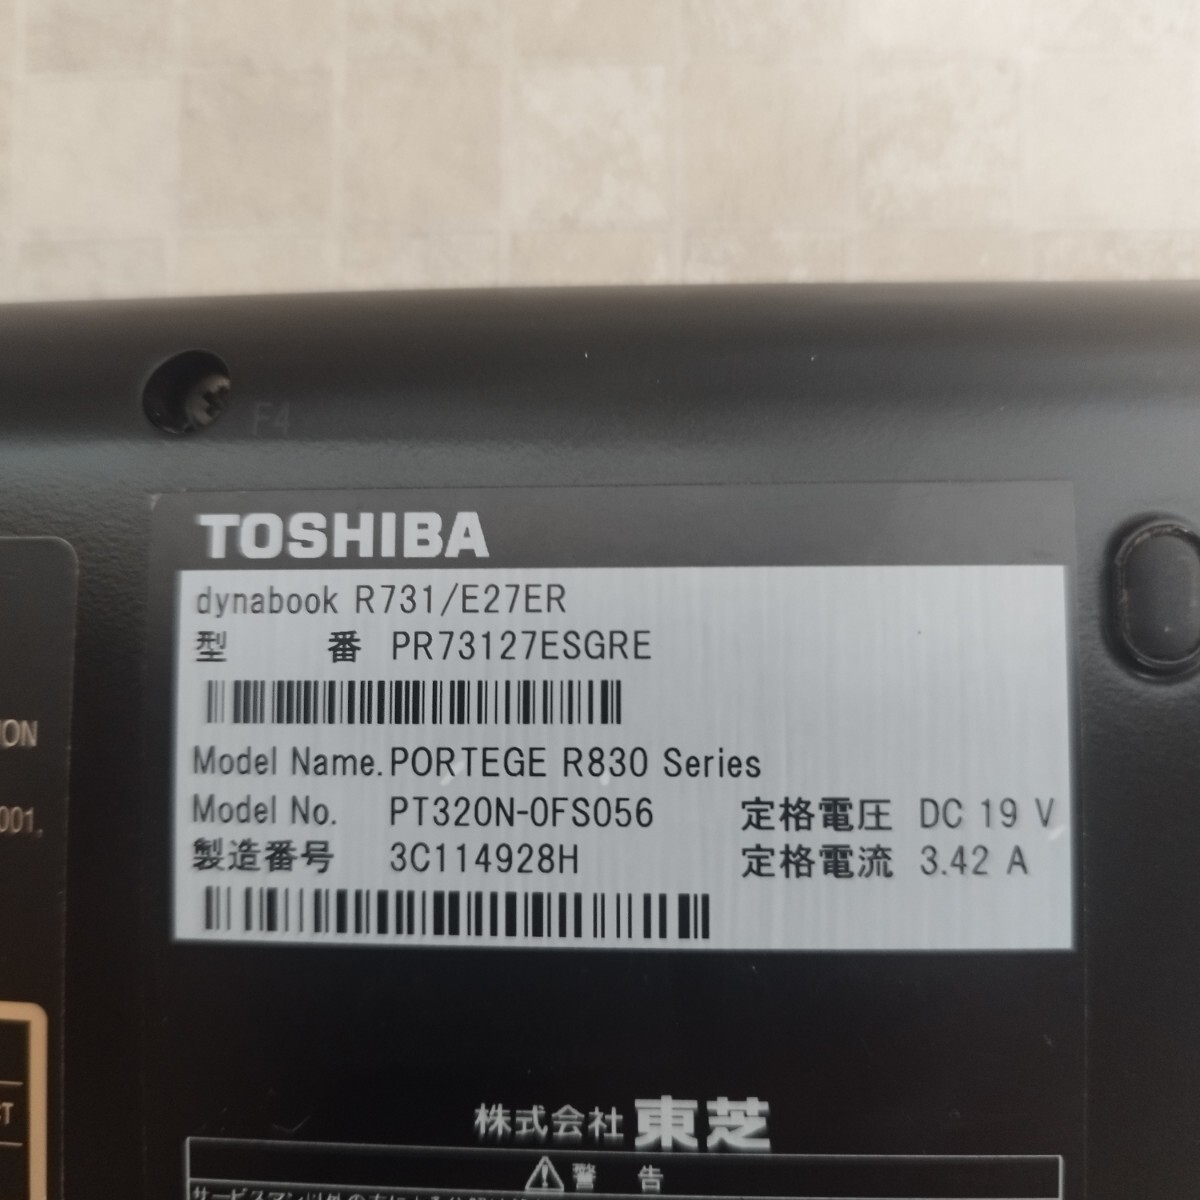 F4
TOSHIBA
dynabook R731/E27ER
型 番 PR73127ESGRE
Model Name. PORTEGE R830 Series
Model No. PT320N-0FS056 定格電圧 DC 19 V
製造番号 3C114928H 定格電流 3.42 A
株式会社 東芝
⚠ 警 告